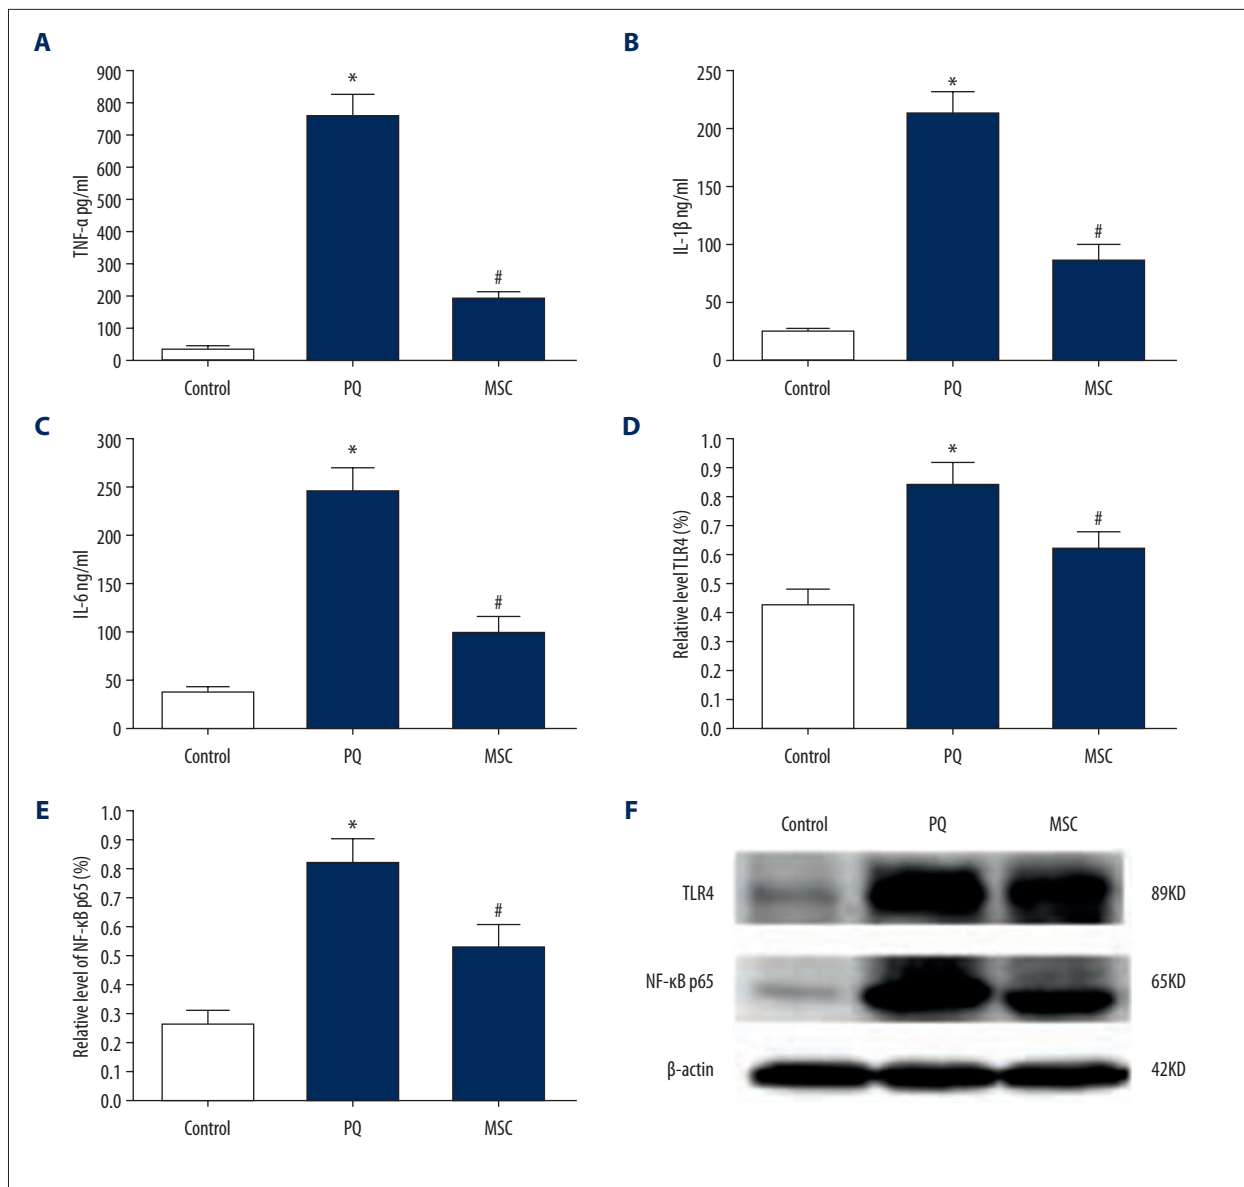 A
TNF-α pg/ml
900
800
700
600
500
400
300
200
100
0
*
#
Control PQ MSC
B
IL-1β ng/ml
250
200
150
100
50
0
*
#
Control PQ MSC
C
IL-6 ng/ml
300
250
200
150
100
50
0
*
#
Control PQ MSC
D
Relative level TLR4 (%)
1.0
0.9
0.8
0.7
0.6
0.5
0.4
0.3
0.2
0.1
0.0
*
#
Control PQ MSC
E
Relative level of NF-κB p65 (%)
1.0
0.9
0.8
0.7
0.6
0.5
0.4
0.3
0.2
0.1
0.0
*
#
Control PQ MSC
F
Control PQ MSC
TLR4 89KD
NF-κB p65 65KD
β-actin 42KD